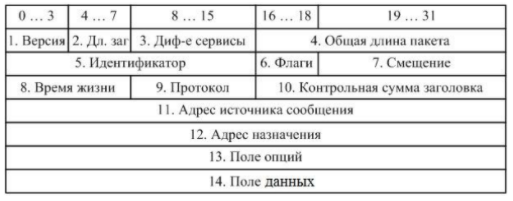 0 … 3 4 … 7 8 … 15 16 … 18 19 … 31
1. Версия 2. Дл. заг 3. Диф-е сервисы 4. Общая длина пакета
5. Идентификатор 6. Флаги 7. Смещение
8. Время жизни 9. Протокол 10. Контрольная сумма заголовка
11. Адрес источника сообщения
12. Адрес назначения
13. Поле опций
14. Поле данных